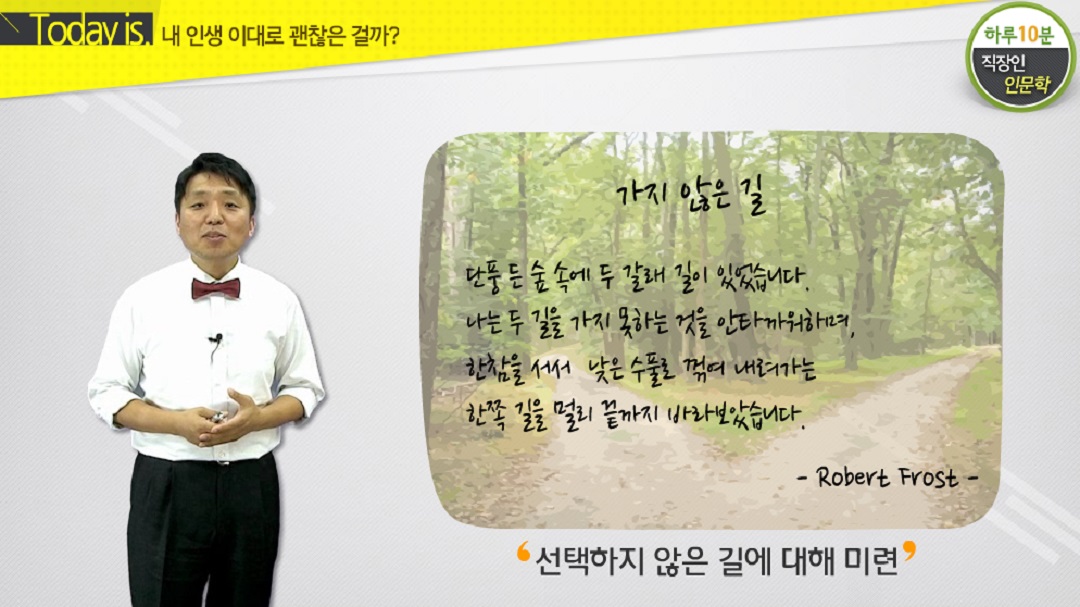 Today is. 내 인생 이대로 괜찮은 걸까?
하루10분
직장인
인문학
가지 않은 길
단풍 든 숲 속에 두 갈래 길이 있었습니다.
나는 두 길을 가지 못하는 것을 안타까워하며,
한참을 서서 낮은 수풀로 꺾여 내려가는
한쪽 길을 멀리 끝까지 바라보았습니다.
- Robert Frost -
‘선택하지 않은 길에 대해 미련’